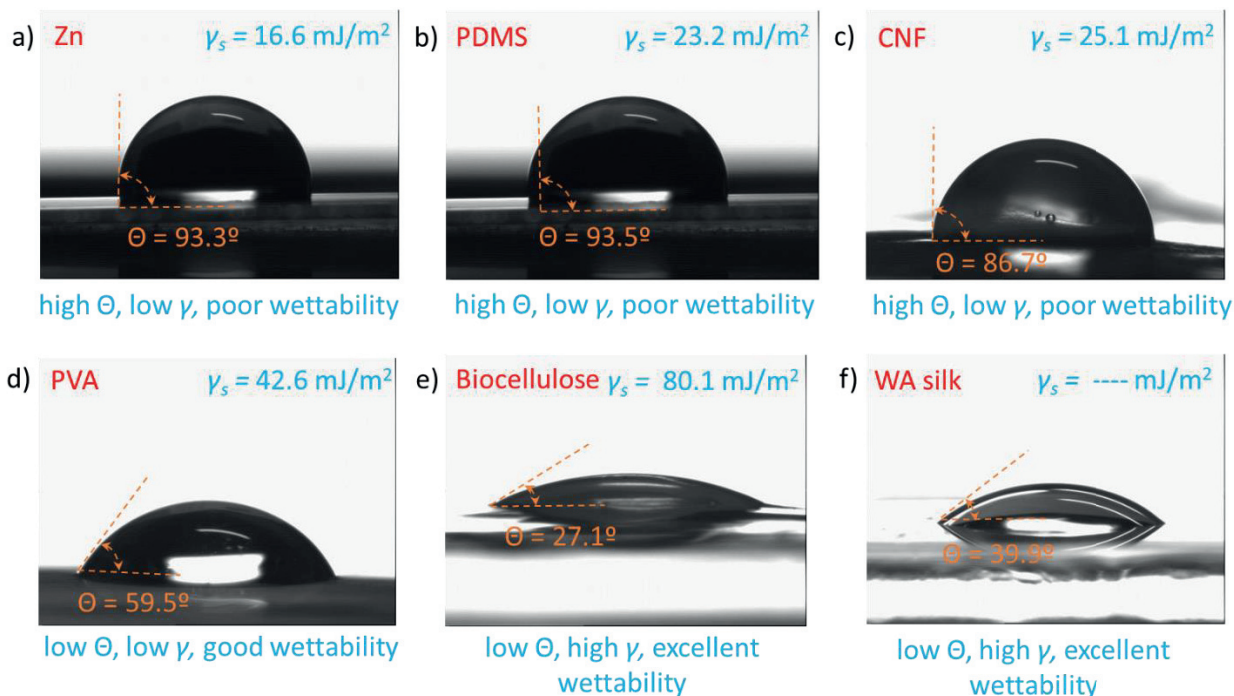 a) Zn γs = 16.6 mJ/m²
Θ = 93.3º
high Θ, low γ, poor wettability
b) PDMS γs = 23.2 mJ/m²
Θ = 93.5º
high Θ, low γ, poor wettability
c) CNF γs = 25.1 mJ/m²
Θ = 86.7º
high Θ, low γ, poor wettability
d) PVA γs = 42.6 mJ/m²
Θ = 59.5º
low Θ, low γ, good wettability
e) Biocellulose γs = 80.1 mJ/m²
Θ = 27.1º
low Θ, high γ, excellent
wettability
f) WA silk γs = ---- mJ/m²
Θ = 39.9º
low Θ, high γ, excellent
wettability